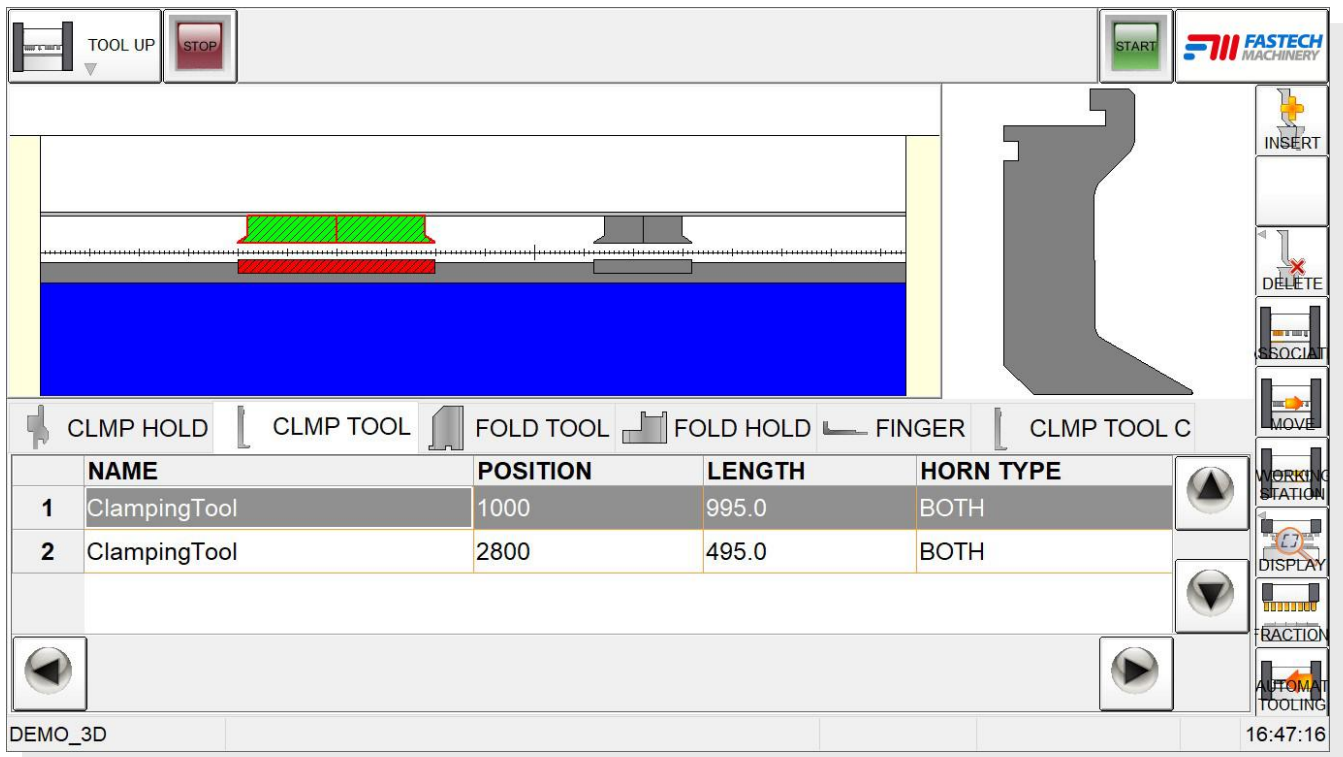 TOOL UP
STOP
START
FASTECH
MACHINERY
INSERT
DELETE
ASSOCIAT
MOVE
WORKING
STATION
DISPLAY
FRACTION
AUTOMAT
TOOLING
CLMP HOLD
CLMP TOOL
FOLD TOOL
FOLD HOLD
FINGER
CLMP TOOL C
NAME POSITION LENGTH HORN TYPE
1 ClampingTool 1000 995.0 BOTH
2 ClampingTool 2800 495.0 BOTH
DEMO_3D
16:47:16